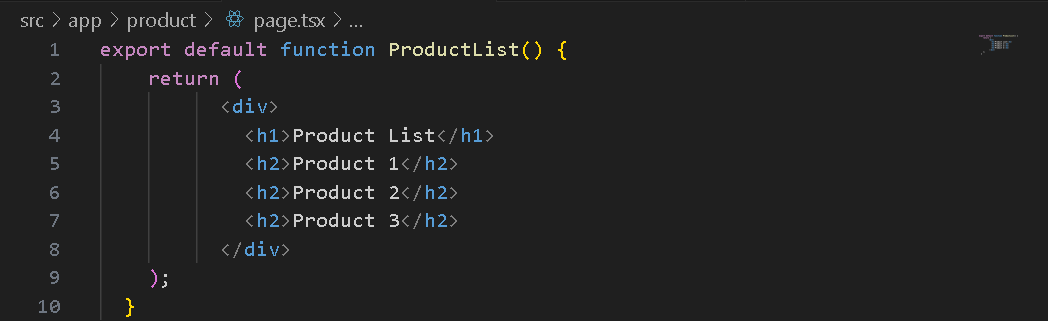 src > app > product > page.tsx > ...
1 export default function ProductList() {
2 return (
3 <div>
4 <h1>Product List</h1>
5 <h2>Product 1</h2>
6 <h2>Product 2</h2>
7 <h2>Product 3</h2>
8 </div>
9 );
10 }